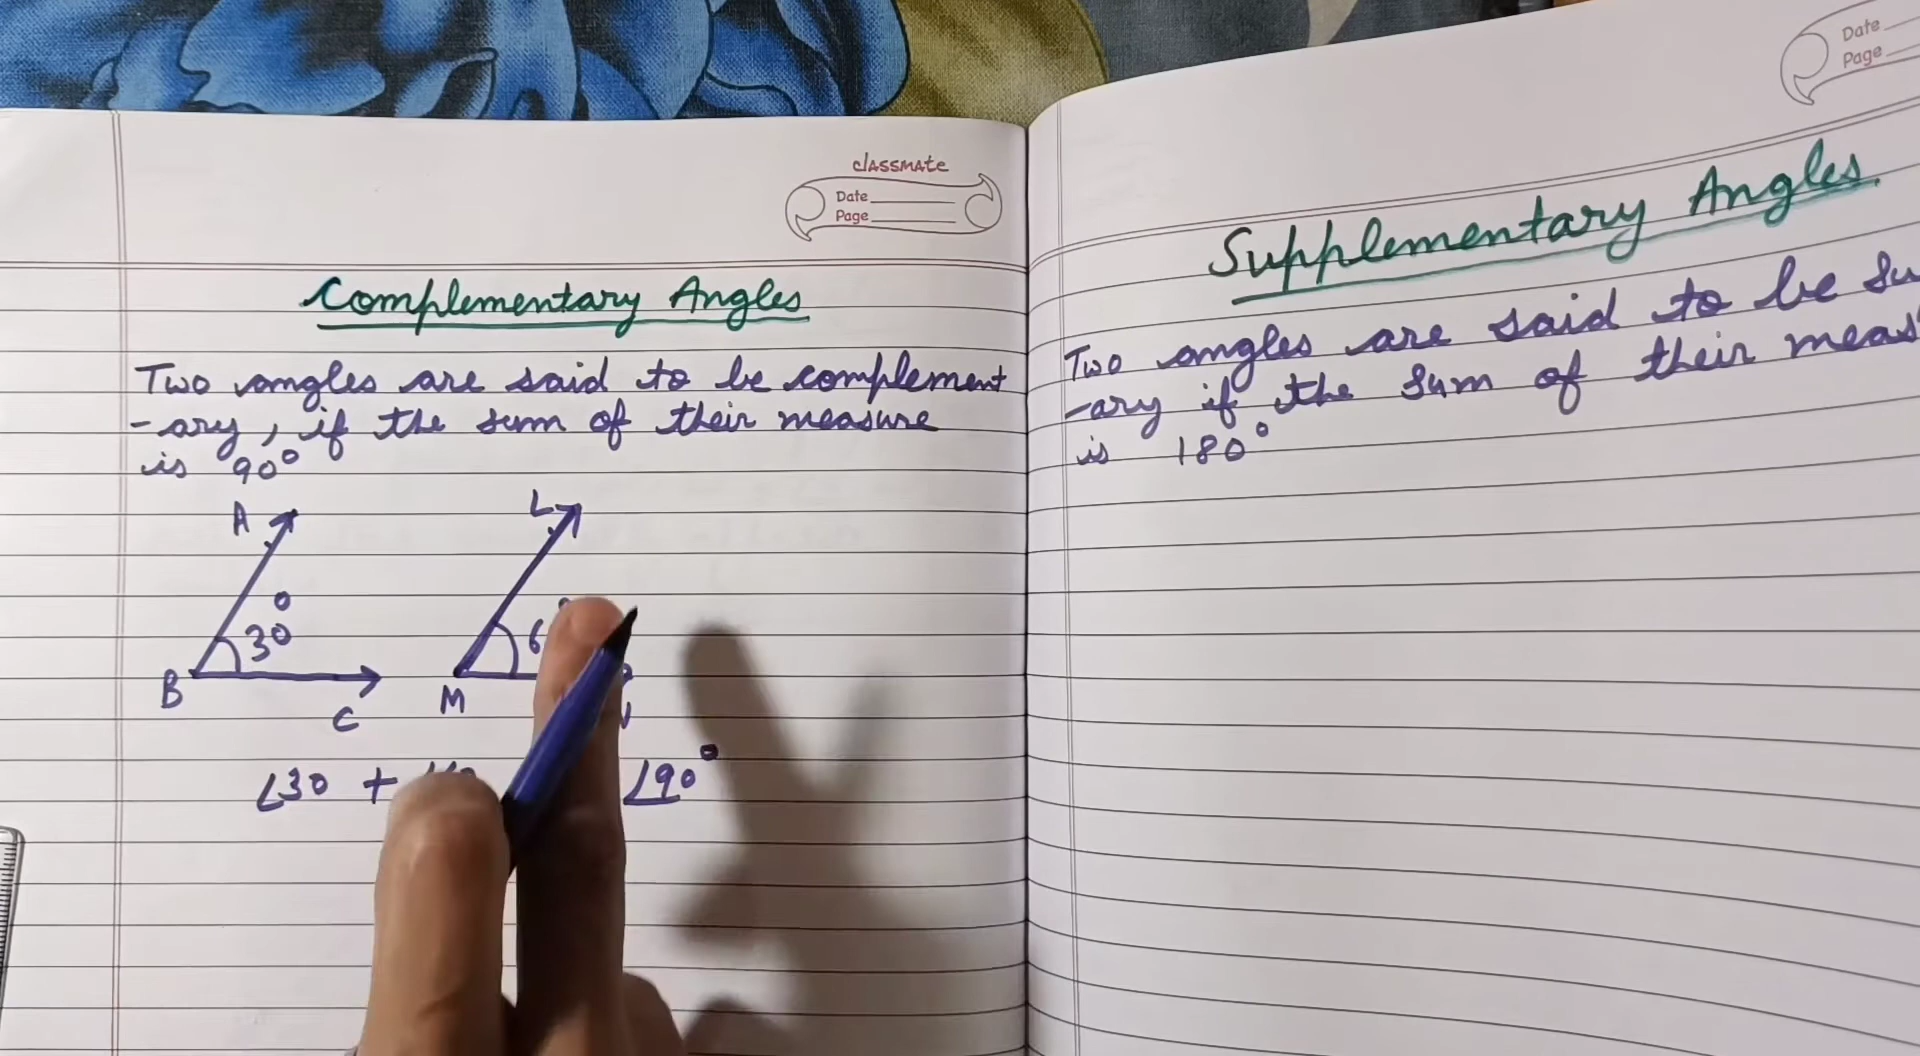 classmate
Date
Page
Complementary Angles
Two angles are said to be complement
-ary, if the sum of their measure
is 90°
A
30°
B
C
L
M
∠30 +
∠90°
Date
Page
Supplementary Angles
Two angles are said to be
-ary if the sum of their
is 180°